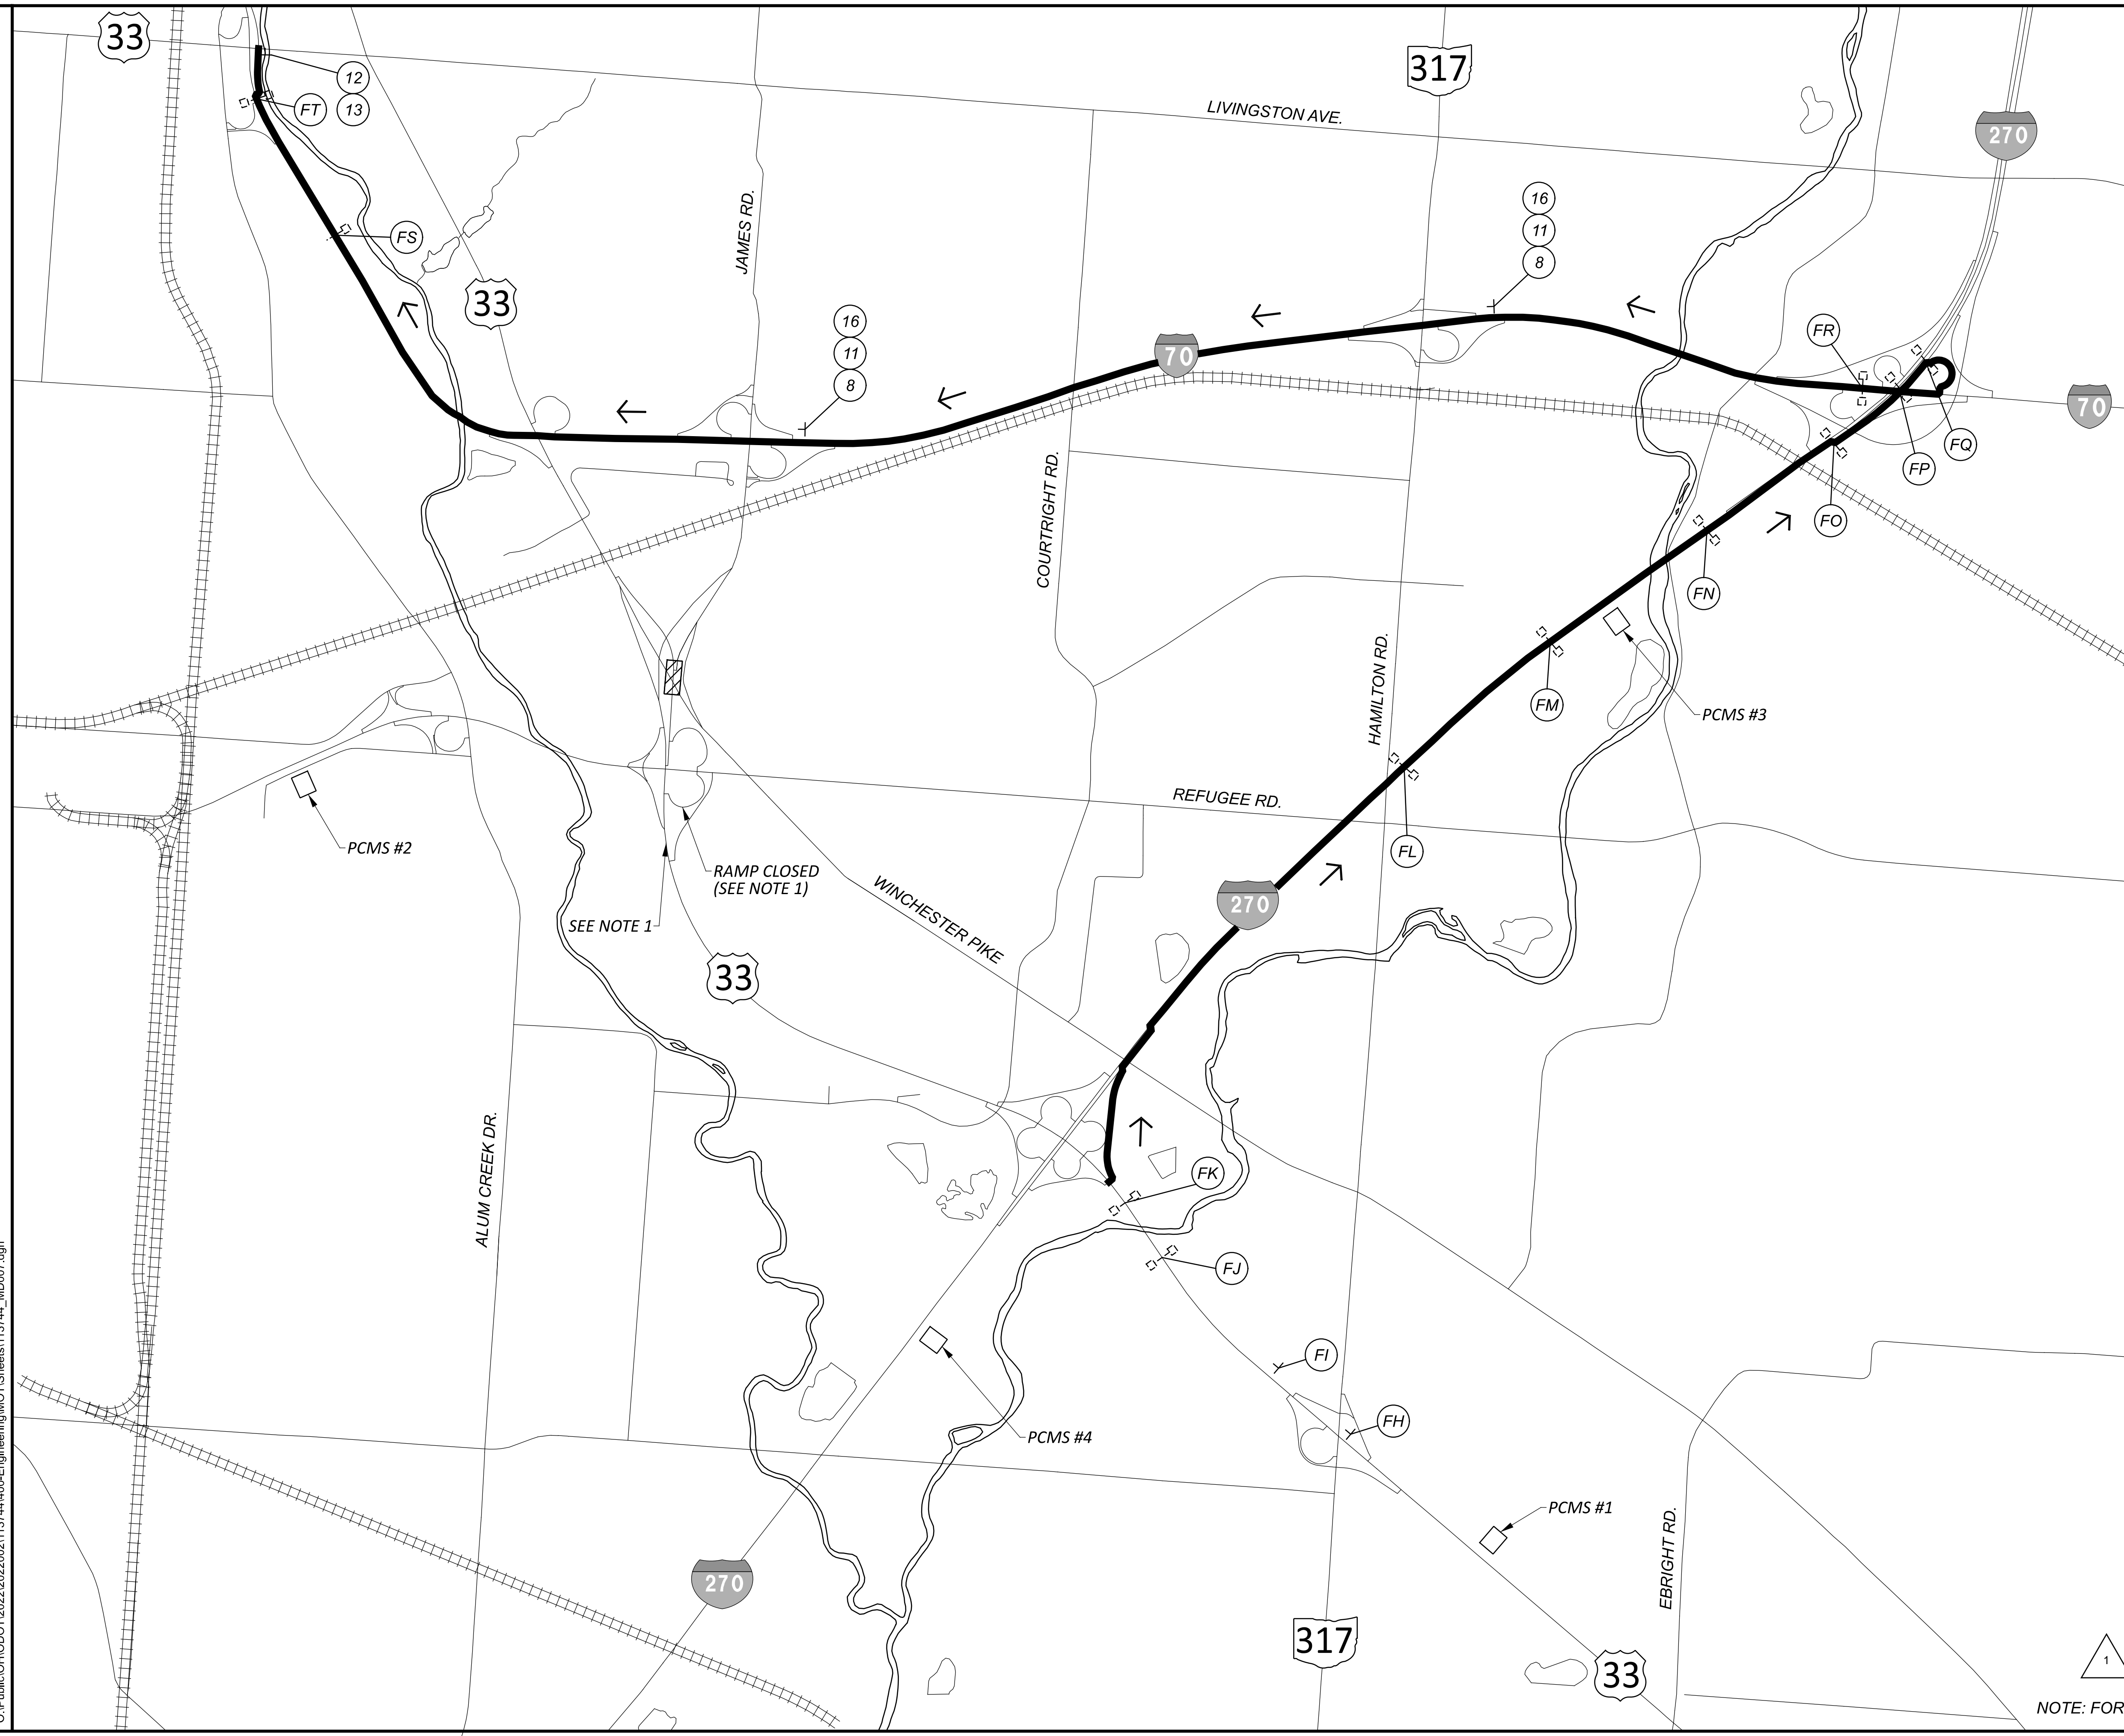 33
12
13
FT
317
LIVINGSTON AVE.
270
JAMES RD.
FS
33
16
11
8
16
11
8
70
FR
70
FQ
FP
FO
COURTRIGHT RD.
FN
HAMILTON RD.
FM
PCMS #3
REFUGEE RD.
PCMS #2
FL
RAMP CLOSED
(SEE NOTE 1)
SEE NOTE 1
WINCHESTER PIKE
270
33
ALUM CREEK DR.
FK
FJ
FI
FH
PCMS #4
PCMS #1
EBRIGHT RD.
270
317
33
1
NOTE: FOR